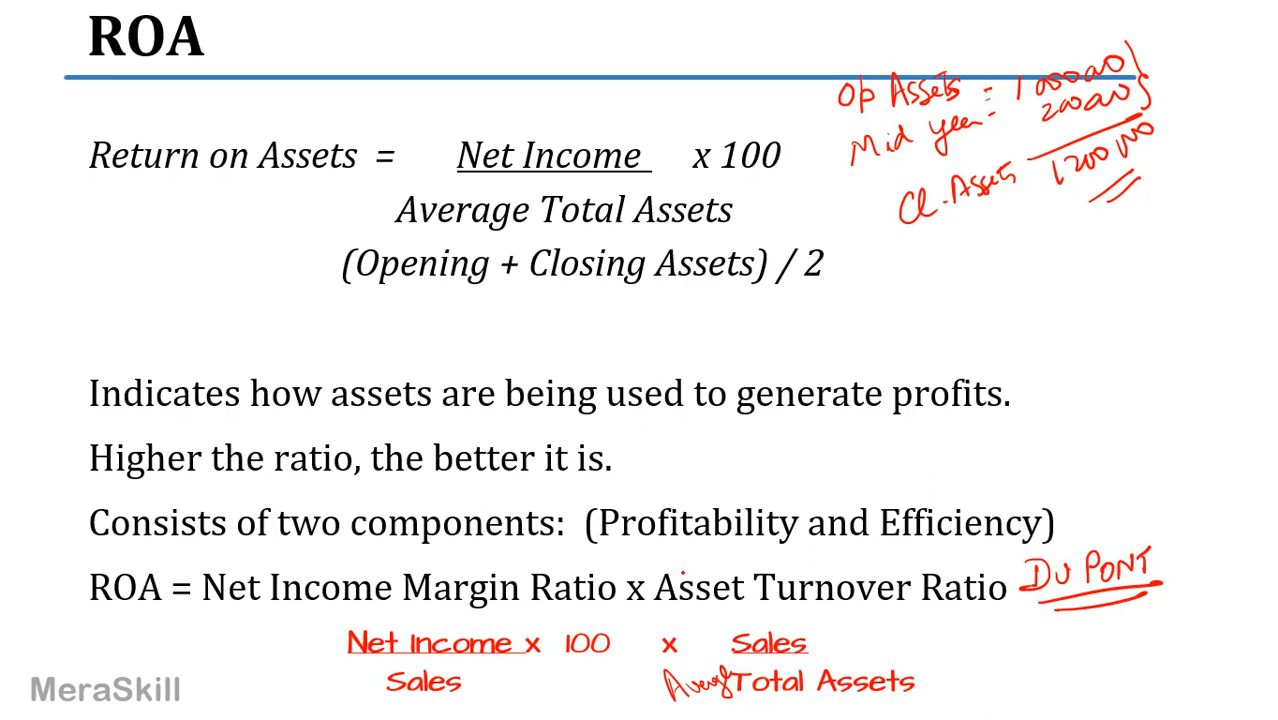 ROA
Op Assets = 1000000
Mid year = 200000
Cl. Assets 1200000
Return on Assets = Net Income x 100
Average Total Assets
(Opening + Closing Assets) / 2
Indicates how assets are being used to generate profits.
Higher the ratio, the better it is.
Consists of two components: (Profitability and Efficiency)
ROA = Net Income Margin Ratio x Asset Turnover Ratio DU PONT
Net Income x 100 x Sales
Sales Average Total Assets
MeraSkill